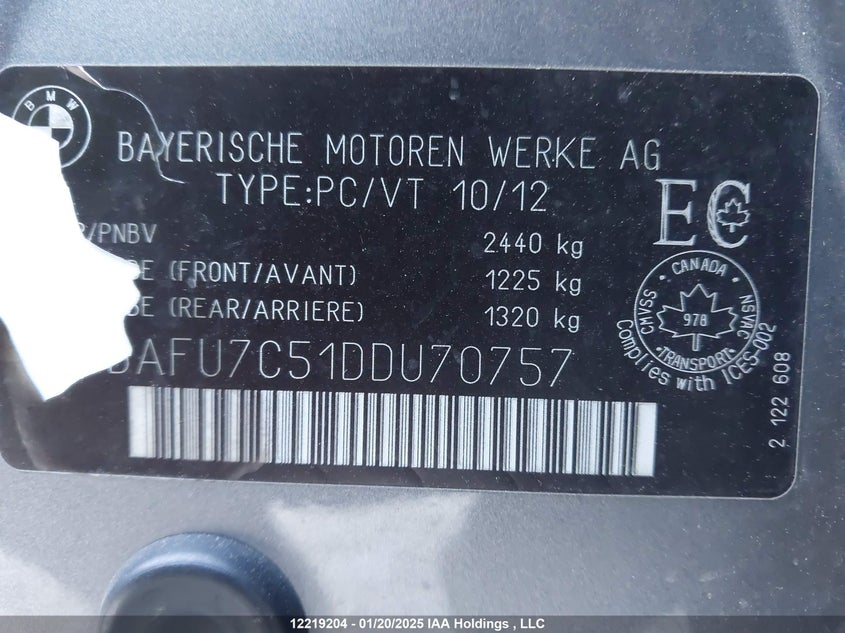 BMW
BAYERISCHE MOTOREN WERKE AG
TYPE:PC/VT 10/12
/PNBV 2440 kg
(FRONT/AVANT) 1225 kg
(REAR/ARRIERE) 1320 kg
BAFU7C51DDU70757
EC
CANADA
CMVSS
NSVAC
978
TRANSPORT
Complies with ICES-002
2 122 608
12219204 - 01/20/2025 IAA Holdings , LLC